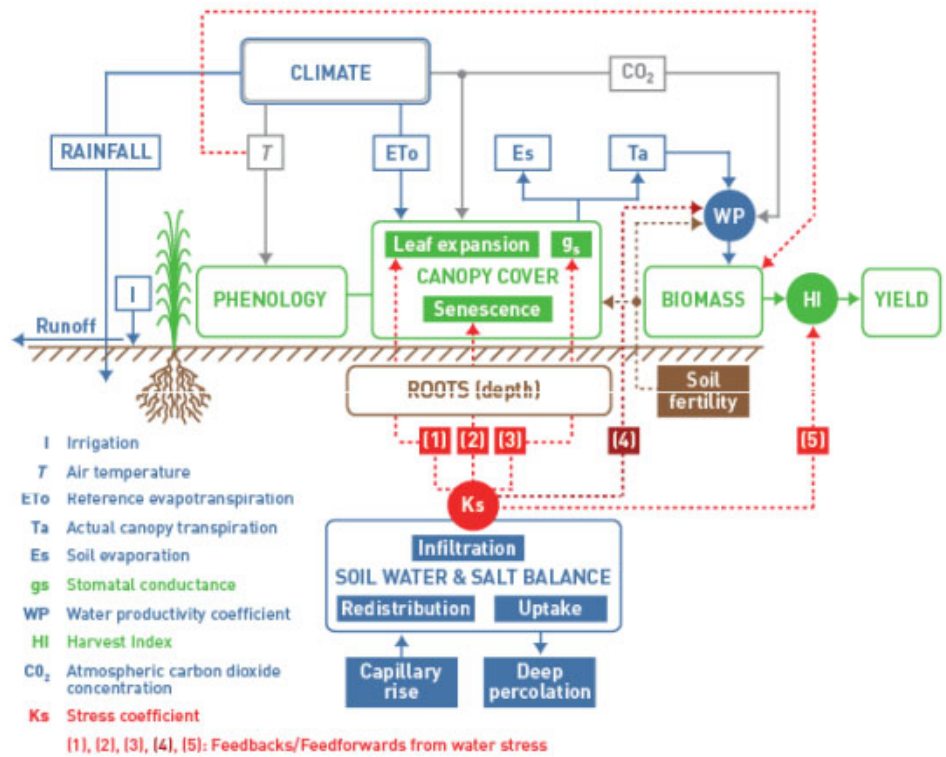 CLIMATE
CO₂
RAINFALL
T
ETo
Es
Ta
WP
Leaf expansion
gs
CANOPY COVER
Senescence
PHENOLOGY
I
BIOMASS
HI
YIELD
Runoff
ROOTS (depth)
Soil
fertility
(1)
(2)
(3)
(4)
(5)
Ks
Infiltration
SOIL WATER & SALT BALANCE
Redistribution
Uptake
Capillary
rise
Deep
percolation
I Irrigation
T Air temperature
ETo Reference evapotranspiration
Ta Actual canopy transpiration
Es Soil evaporation
gs Stomatal conductance
WP Water productivity coefficient
HI Harvest Index
CO₂ Atmospheric carbon dioxide
concentration
Ks Stress coefficient
(1), (2), (3), (4), (5): Feedbacks/Feedforwards from water stress